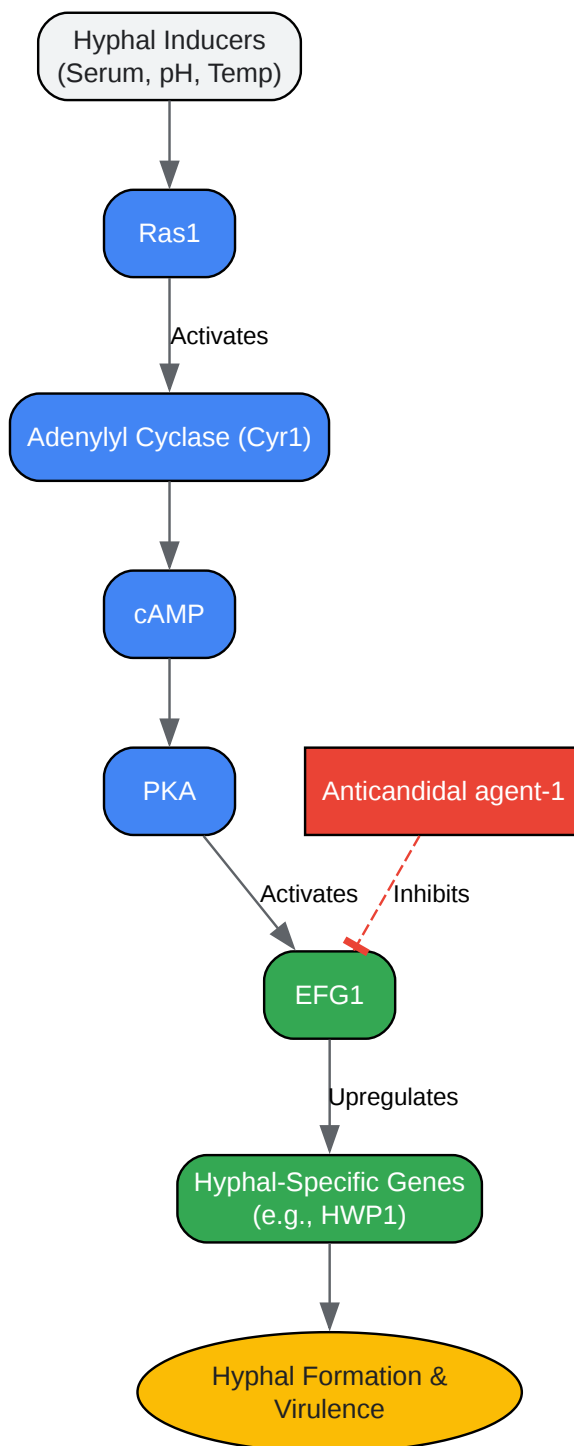 Hyphal Inducers
(Serum, pH, Temp)
Ras1
Activates
Adenylyl Cyclase (Cyr1)
cAMP
PKA
Anticandidal agent-1
Activates
Inhibits
EFG1
Upregulates
Hyphal-Specific Genes
(e.g., HWP1)
Hyphal Formation &
Virulence